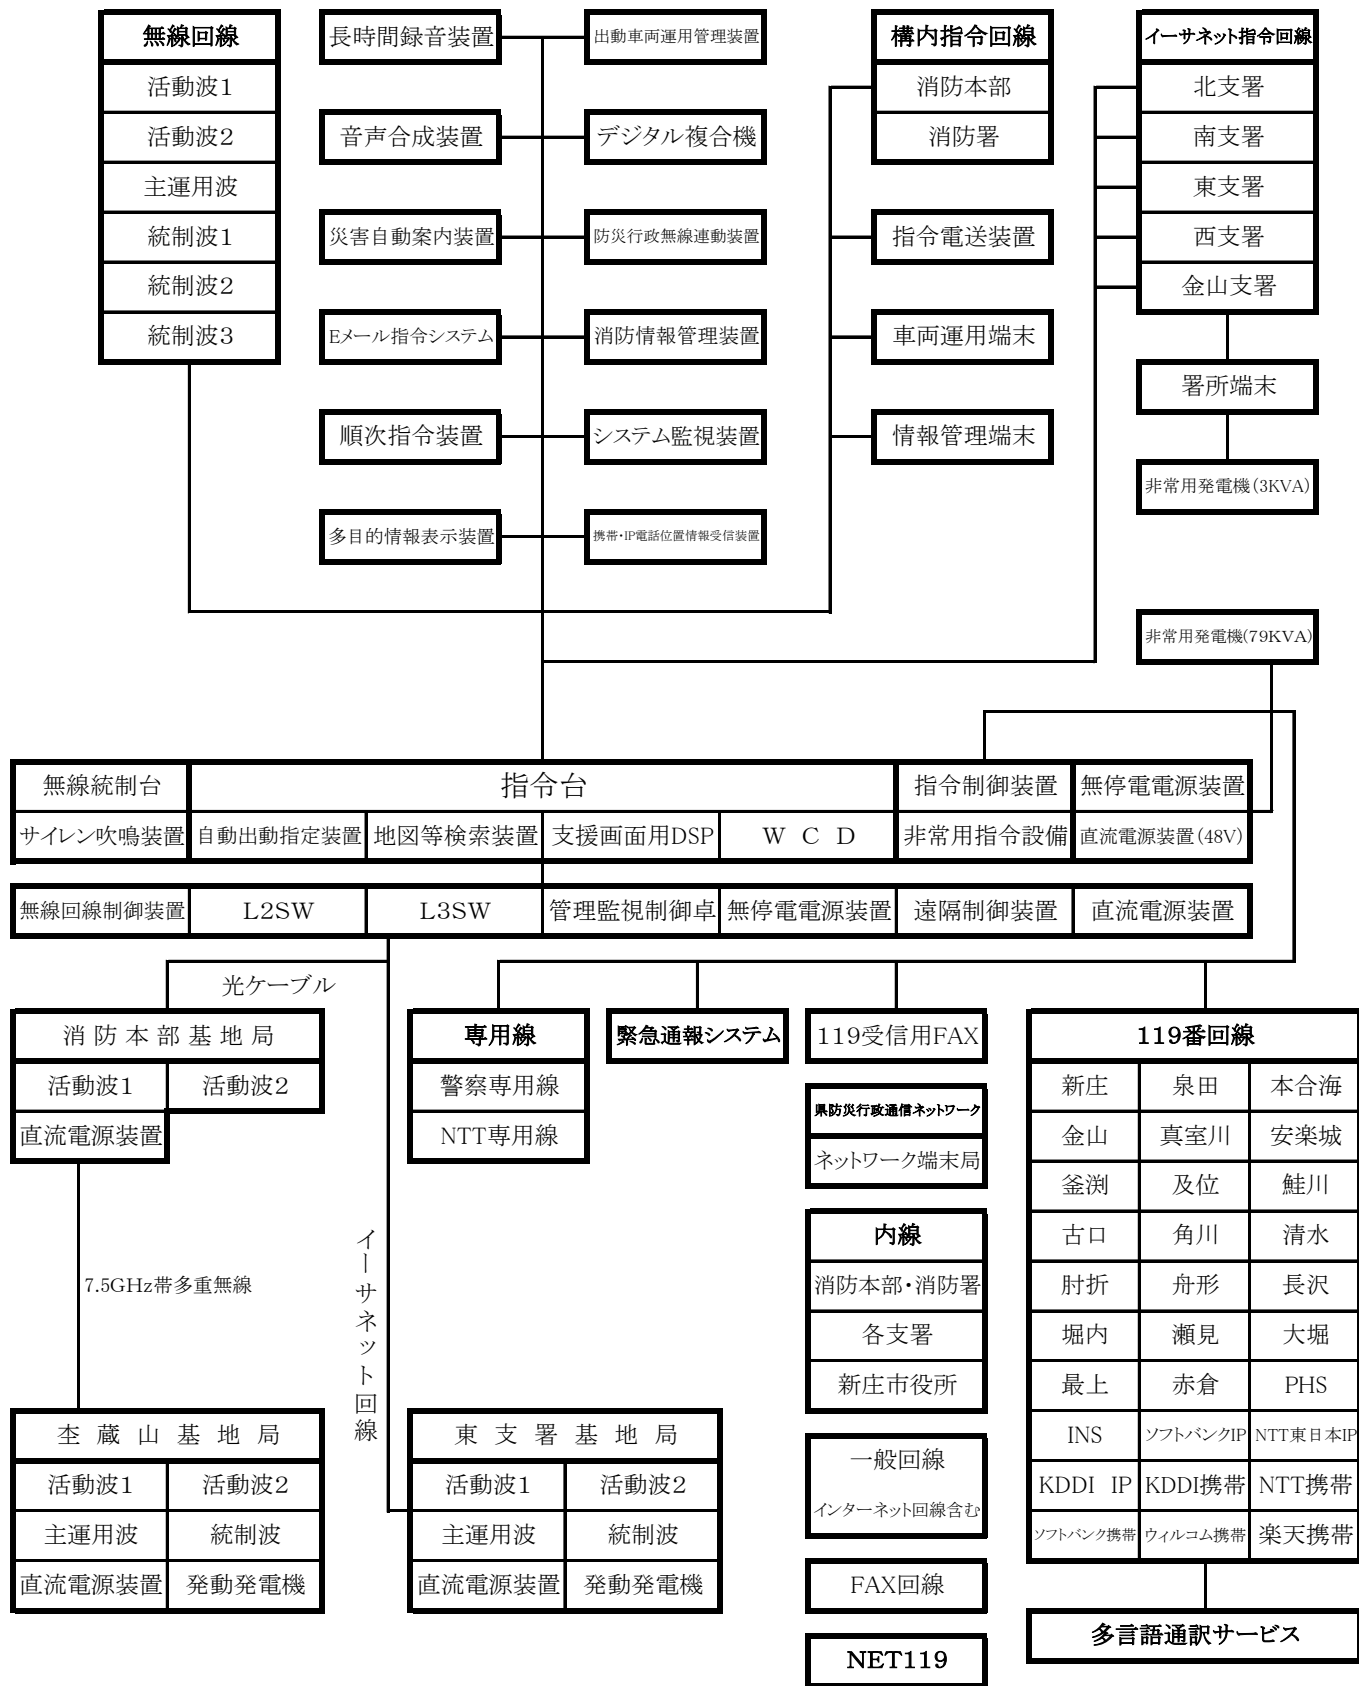 無線回線
活動波1
活動波2
主運用波
統制波1
統制波2
統制波3
長時間録音装置
出動車両運用管理装置
音声合成装置
デジタル複合機
災害自動案内装置
防災行政無線連動装置
Eメール指令システム
消防情報管理装置
順次指令装置
システム監視装置
多目的情報表示装置
携帯・IP電話位置情報受信装置
構内指令回線
消防本部
消防署
指令電送装置
車両運用端末
情報管理端末
イーサネット指令回線
北支署
南支署
東支署
西支署
金山支署
署所端末
非常用発電機(3KVA)
非常用発電機(79KVA)
無線統制台
指令台
指令制御装置
無停電電源装置
サイレン吹鳴装置
自動出動指定装置
地図等検索装置
支援画面用DSP
W C D
非常用指令設備
直流電源装置(48V)
無線回線制御装置
L2SW
L3SW
管理監視制御卓
無停電電源装置
遠隔制御装置
直流電源装置
光ケーブル
消防本部基地局
活動波1
活動波2
直流電源装置
7.5GHz帯多重無線
イーサネット回線
杢蔵山基地局
活動波1
活動波2
主運用波
統制波
直流電源装置
発動発電機
東支署基地局
活動波1
活動波2
主運用波
統制波
直流電源装置
発動発電機
専用線
警察専用線
NTT専用線
緊急通報システム
119受信用FAX
県防災行政通信ネットワーク
ネットワーク端末局
内線
消防本部・消防署
各支署
新庄市役所
一般回線
インターネット回線含む
FAX回線
NET119
119番回線
新庄
泉田
本合海
金山
真室川
安楽城
釜渕
及位
鮭川
古口
角川
清水
肘折
舟形
長沢
堀内
瀬見
大堀
最上
赤倉
PHS
INS
ソフトバンクIP
NTT東日本IP
KDDI IP
KDDI携帯
NTT携帯
ソフトバンク携帯
ウィルコム携帯
楽天携帯
多言語通訳サービス